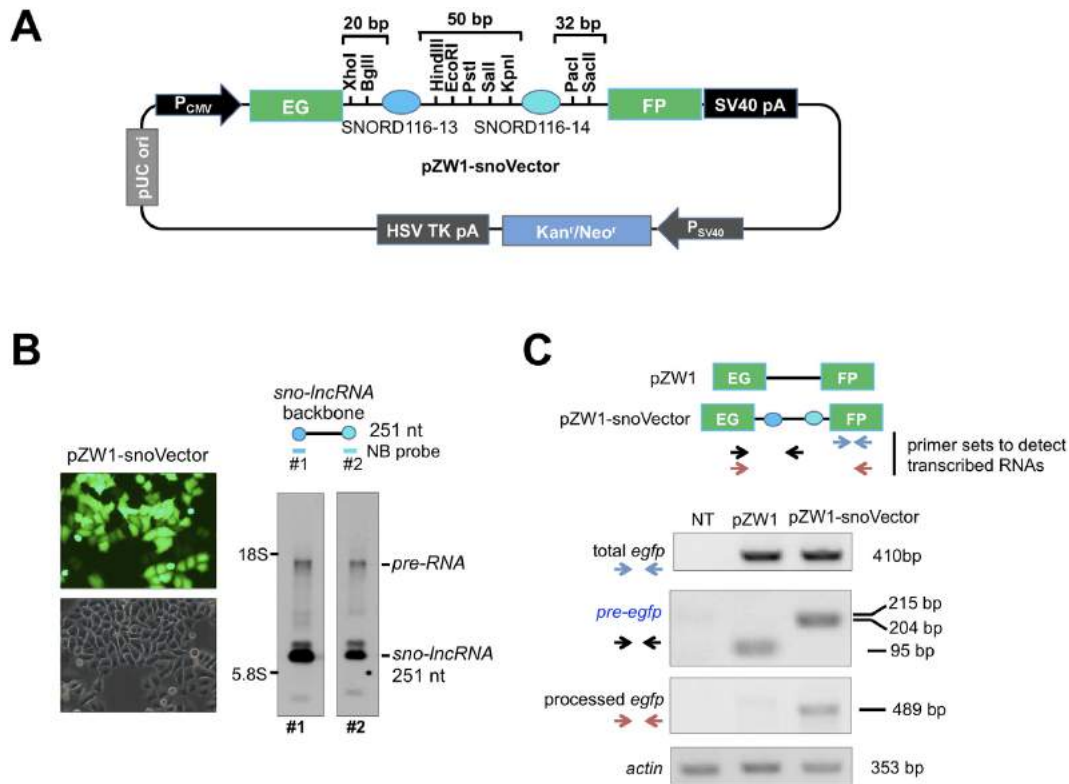 A
20 bp 50 bp 32 bp
XhoI BglII HindIII EcoRI PstI SalI KpnI PacI SacII
PCMV EG FP SV40 pA
SNORD116-13 SNORD116-14
pUC ori
pZW1-snoVector
HSV TK pA Kanʳ/Neoʳ PSV40
B
sno-lncRNA
backbone
251 nt
NB probe
#1 #2
pZW1-snoVector
18S
pre-RNA
sno-lncRNA
5.8S
251 nt
#1 #2
C
pZW1 EG FP
pZW1-snoVector EG FP
primer sets to detect
transcribed RNAs
NT pZW1 pZW1-snoVector
total egfp 410bp
pre-egfp 215 bp
204 bp
95 bp
processed egfp
489 bp
actin 353 bp